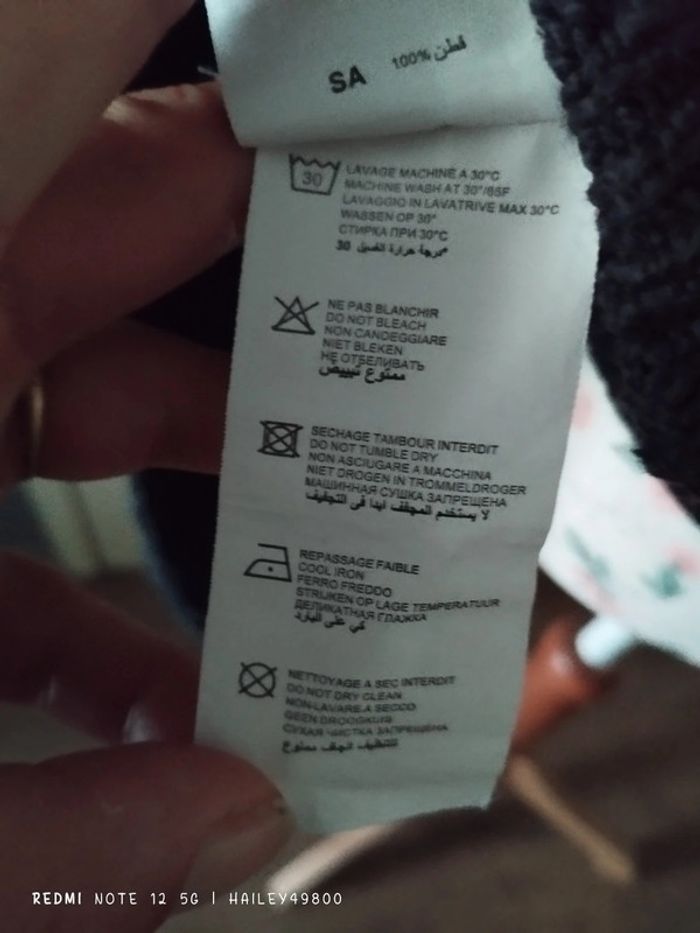 SA 100% قطن
30
LAVAGE MACHINE A 30°C
MACHINE WASH AT 30°/85F
LAVAGGIO IN LAVATRIVE MAX 30°C
WASSEN OP 30°
СТИРКА ПРИ 30°C
درجة حرارة الغسيل 30°
NE PAS BLANCHIR
DO NOT BLEACH
NON CANDEGGIARE
NIET BLEKEN
НЕ ОТБЕЛИВАТЬ
ممنوع تبييض
SECHAGE TAMBOUR INTERDIT
DO NOT TUMBLE DRY
NON ASCIUGARE A MACCHINA
NIET DROGEN IN TROMMELDROGER
МАШИННАЯ СУШКА ЗАПРЕЩЕНА
لا يستخدم المجفف ابدا فى التجفيف
REPASSAGE FAIBLE
COOL IRON
FERRO FREDDO
STRIJKEN OP LAGE TEMPERATUUR
ДЕЛИКАТНАЯ ГЛАЖКА
كي على البارد
NETTOYAGE A SEC INTERDIT
DO NOT DRY CLEAN
NON LAVARE A SECCO
GEEN DROOGKUIS
СУХАЯ ЧИСТКА ЗАПРЕЩЕНА
للتنظيف الجاف ممنوع
REDMI NOTE 12 5G | HAILEY49800